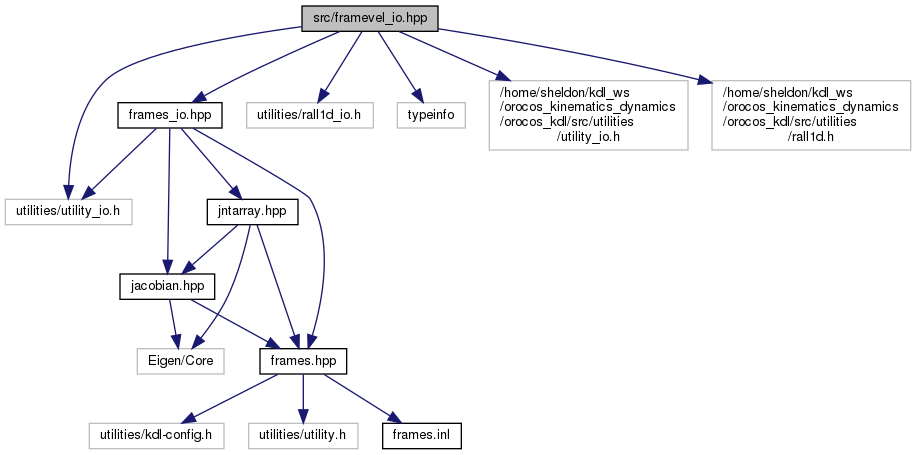 src/framevel_io.hpp
frames_io.hpp
utilities/rall1d_io.h
typeinfo
/home/sheldon/kdl_ws
/orocos_kinematics_dynamics
/orocos_kdl/src/utilities
/utility_io.h
/home/sheldon/kdl_ws
/orocos_kinematics_dynamics
/orocos_kdl/src/utilities
/rall1d.h
utilities/utility_io.h
jntarray.hpp
jacobian.hpp
Eigen/Core
frames.hpp
utilities/kdl-config.h
utilities/utility.h
frames.inl